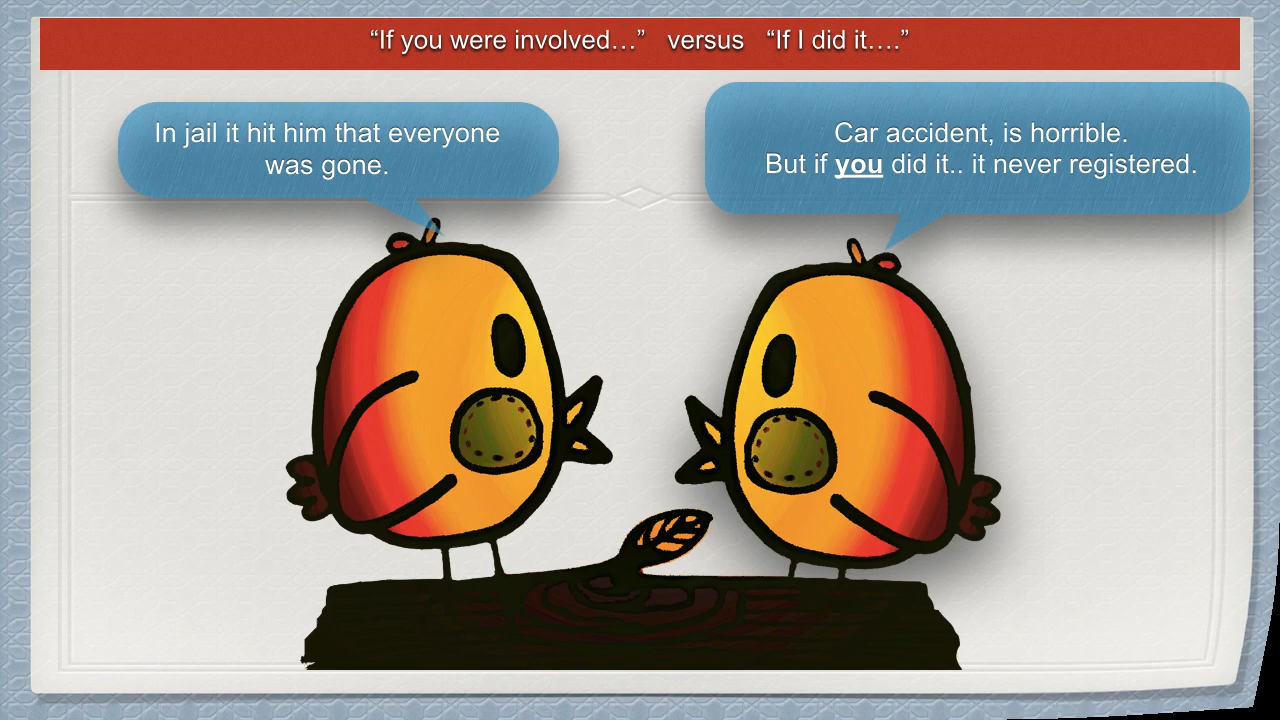 “If you were involved…” versus “If I did it….”
In jail it hit him that everyone
was gone.
Car accident, is horrible.
But if you did it.. it never registered.